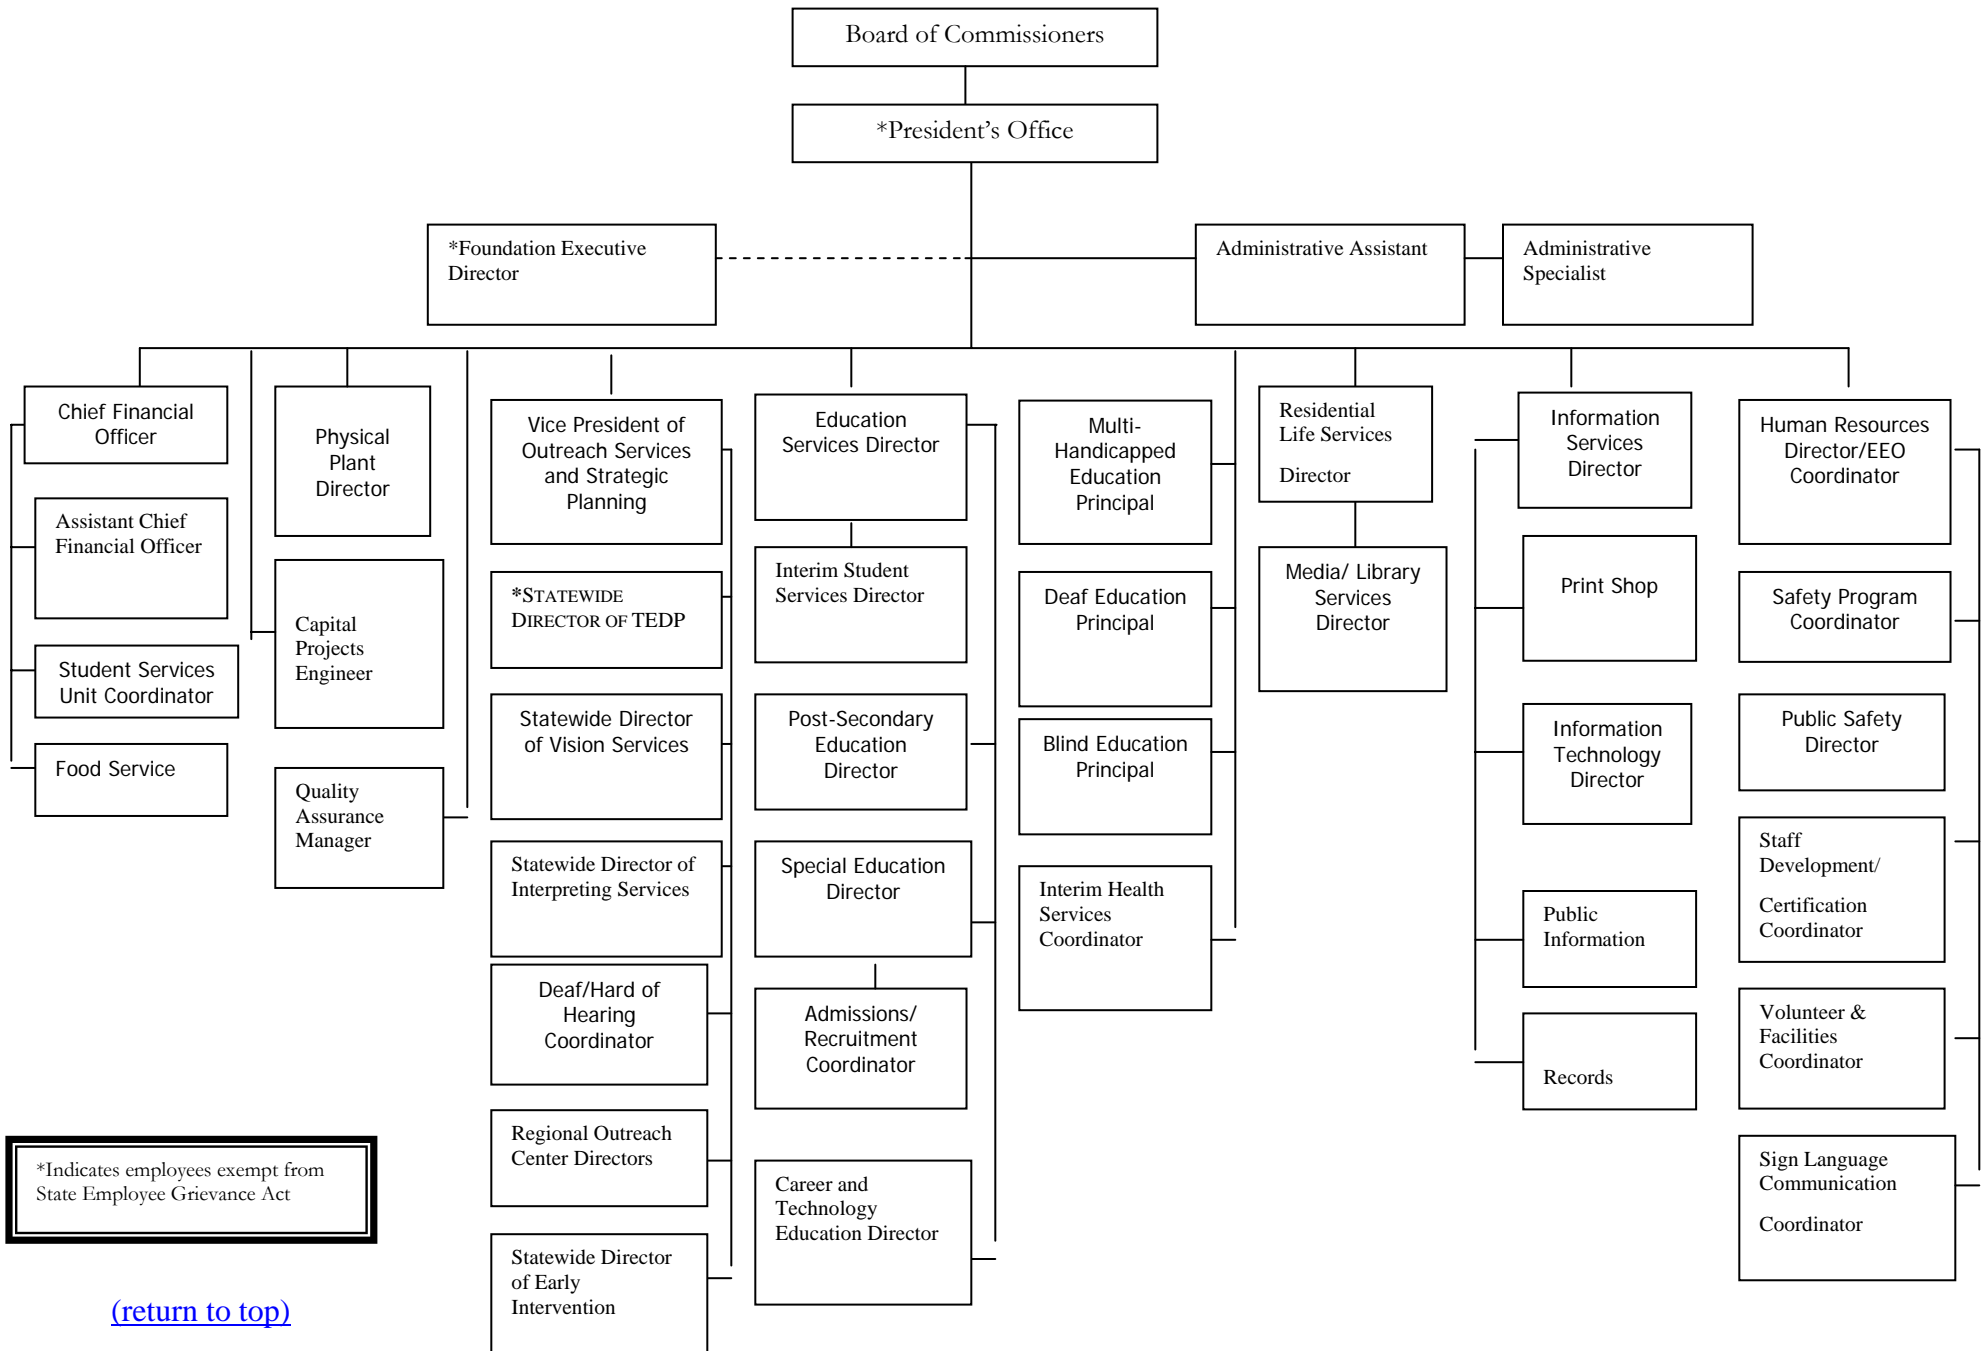 Board of Commissioners
*President's Office
*Foundation Executive
Director
Administrative Assistant
Administrative
Specialist
Chief Financial
Officer
Assistant Chief
Financial Officer
Student Services
Unit Coordinator
Food Service
Physical
Plant
Director
Capital
Projects
Engineer
Quality
Assurance
Manager
Vice President of
Outreach Services
and Strategic
Planning
*STATEWIDE
DIRECTOR OF TEDP
Statewide Director
of Vision Services
Statewide Director of
Interpreting Services
Deaf/Hard of
Hearing
Coordinator
Regional Outreach
Center Directors
Statewide Director
of Early
Intervention
Education
Services Director
Interim Student
Services Director
Post-Secondary
Education
Director
Special Education
Director
Admissions/
Recruitment
Coordinator
Career and
Technology
Education Director
Multi-
Handicapped
Education
Principal
Deaf Education
Principal
Blind Education
Principal
Interim Health
Services
Coordinator
Residential
Life Services
Director
Media/ Library
Services
Director
Information
Services
Director
Print Shop
Information
Technology
Director
Public
Information
Records
Human Resources
Director/EEO
Coordinator
Safety Program
Coordinator
Public Safety
Director
Staff
Development/
Certification
Coordinator
Volunteer &
Facilities
Coordinator
Sign Language
Communication
Coordinator
*Indicates employees exempt from
State Employee Grievance Act
(return to top)